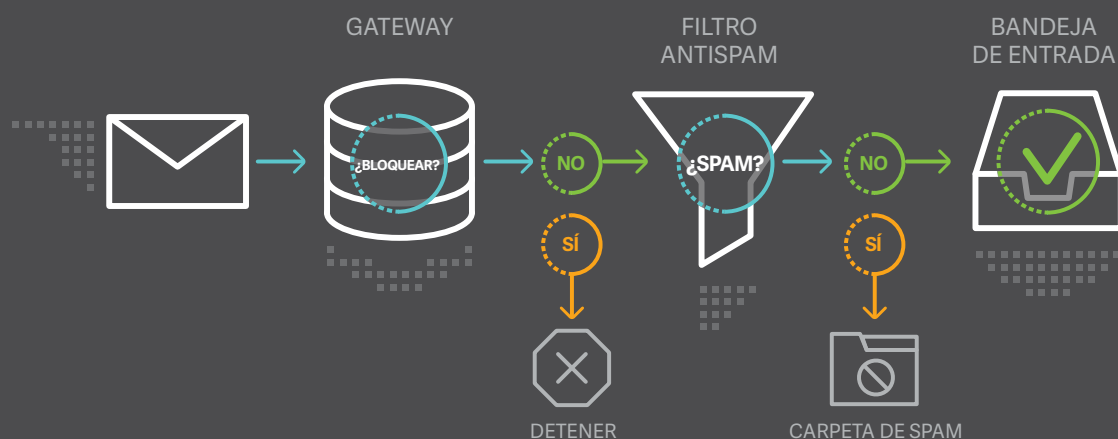 GATEWAY
FILTRO
ANTISPAM
BANDEJA
DE ENTRADA
¿BLOQUEAR?
NO
¿SPAM?
NO
SÍ
SÍ
DETENER
CARPETA DE SPAM